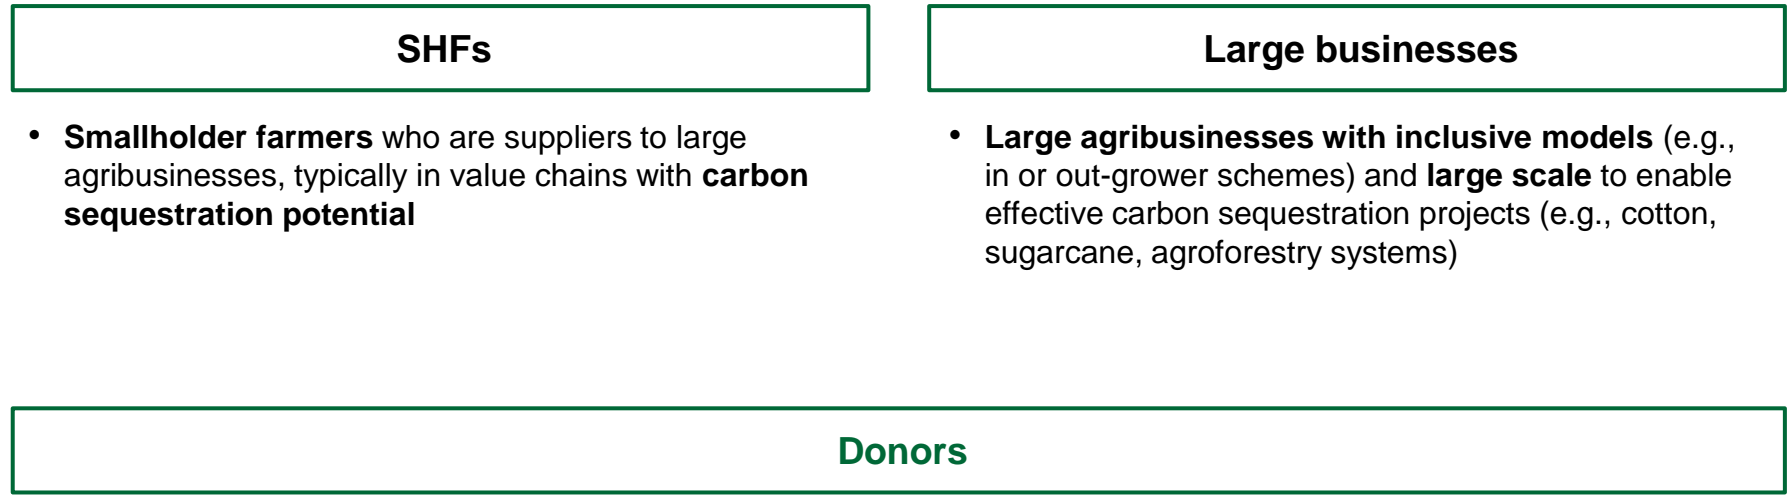 SHFs
• Smallholder farmers who are suppliers to large
agribusinesses, typically in value chains with carbon
sequestration potential
Large businesses
• Large agribusinesses with inclusive models (e.g.,
in or out-grower schemes) and large scale to enable
effective carbon sequestration projects (e.g., cotton,
sugarcane, agroforestry systems)
Donors